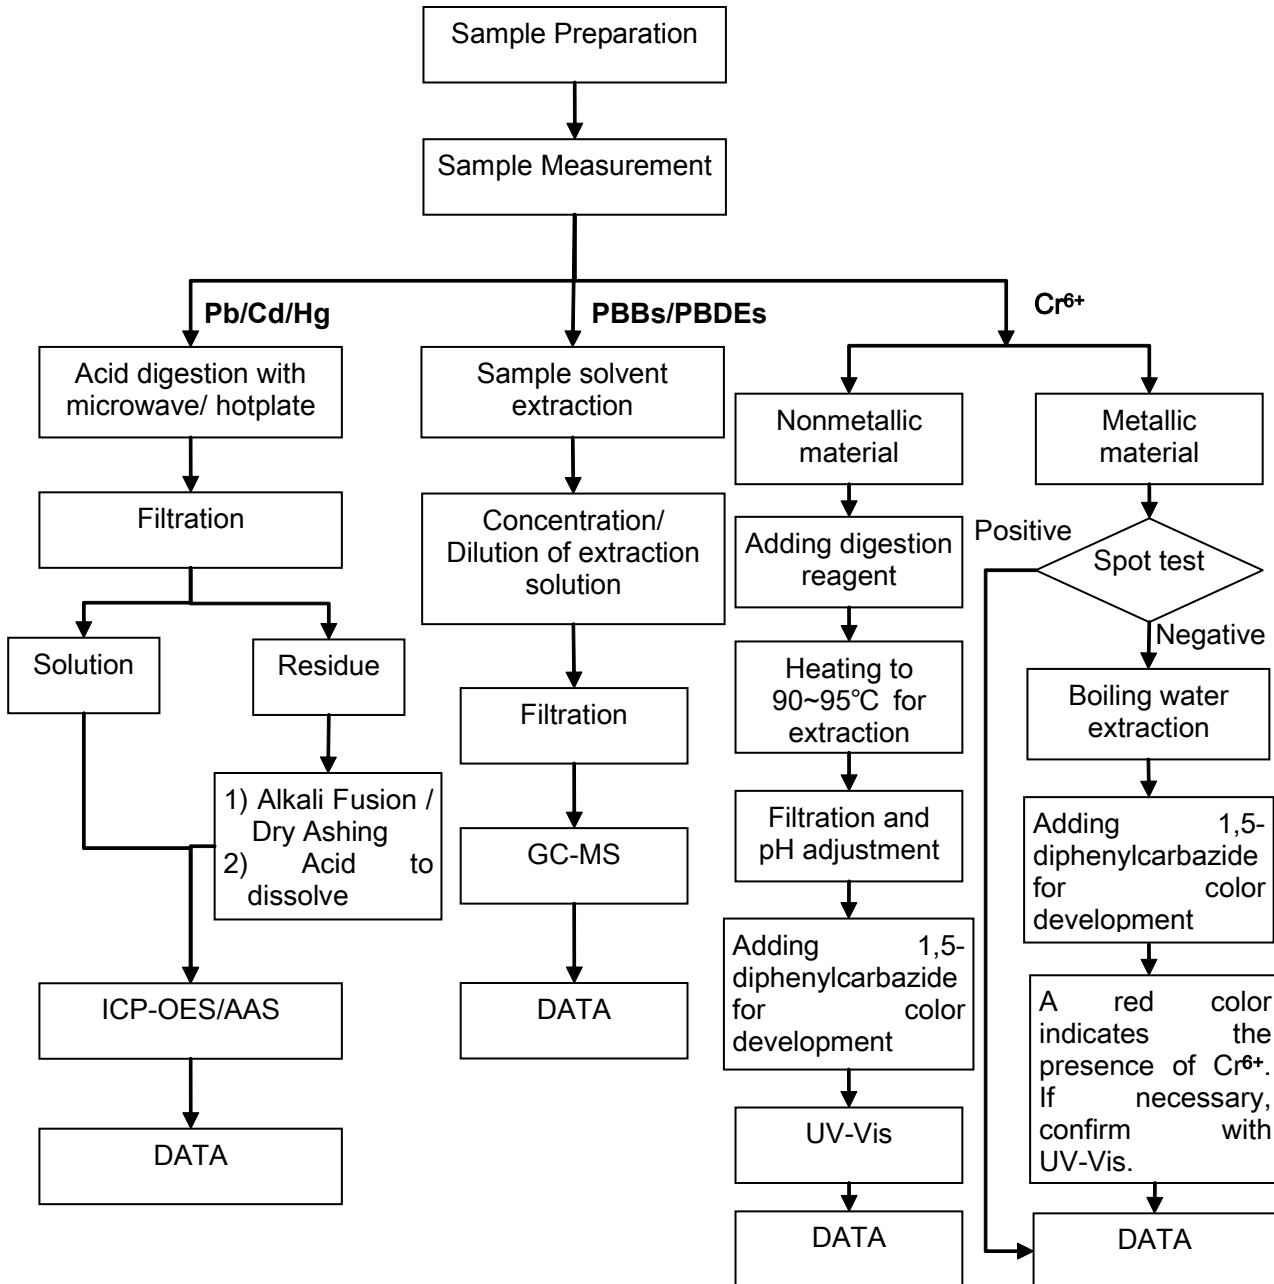 Sample Preparation
Sample Measurement
Pb/Cd/Hg
PBBs/PBDEs
Cr⁶⁺
Acid digestion with
microwave/ hotplate
Filtration
Solution
Residue
1) Alkali Fusion /
Dry Ashing
2) Acid to
dissolve
ICP-OES/AAS
DATA
Sample solvent
extraction
Concentration/
Dilution of extraction
solution
Filtration
GC-MS
DATA
Nonmetallic
material
Adding digestion
reagent
Heating to
90~95℃ for
extraction
Filtration and
pH adjustment
Adding 1,5-
diphenylcarbazide
for color
development
UV-Vis
DATA
Metallic
material
Positive
Spot test
Negative
Boiling water
extraction
Adding 1,5-
diphenylcarbazide
for color
development
A red color
indicates the
presence of Cr⁶⁺.
If necessary,
confirm with
UV-Vis.
DATA